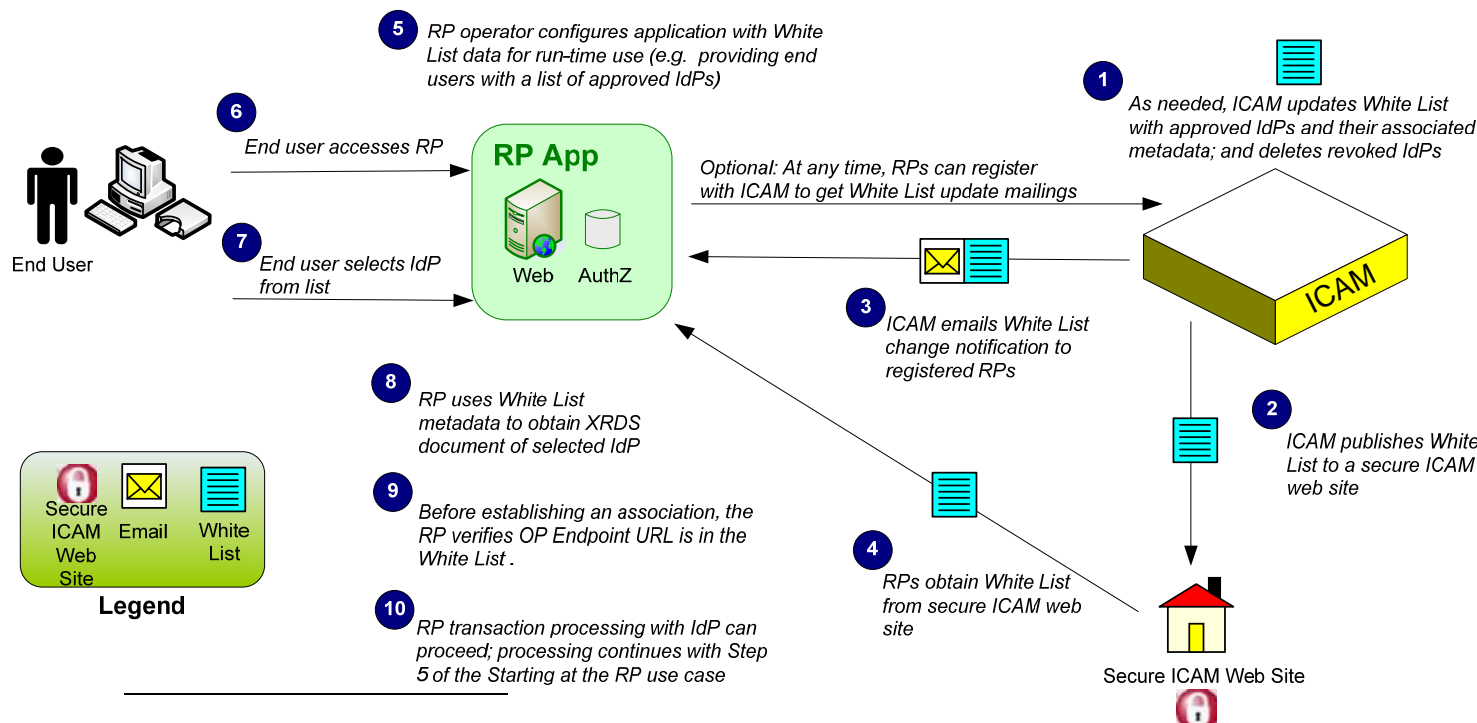 5
RP operator configures application with White
List data for run-time use (e.g. providing end
users with a list of approved IdPs)
1
As needed, ICAM updates White List
with approved IdPs and their associated
metadata; and deletes revoked IdPs
6
End user accesses RP
RP App
Web
AuthZ
Optional: At any time, RPs can register
with ICAM to get White List update mailings
End User
7
End user selects IdP
from list
ICAM
3
ICAM emails White List
change notification to
registered RPs
8
RP uses White List
metadata to obtain XRDS
document of selected IdP
2
ICAM publishes White
List to a secure ICAM
web site
Secure
ICAM
Web
Site
Email
White
List
Legend
9
Before establishing an association, the
RP verifies OP Endpoint URL is in the
White List .
4
RPs obtain White List
from secure ICAM web
site
10
RP transaction processing with IdP can
proceed; processing continues with Step
5 of the Starting at the RP use case
Secure ICAM Web Site